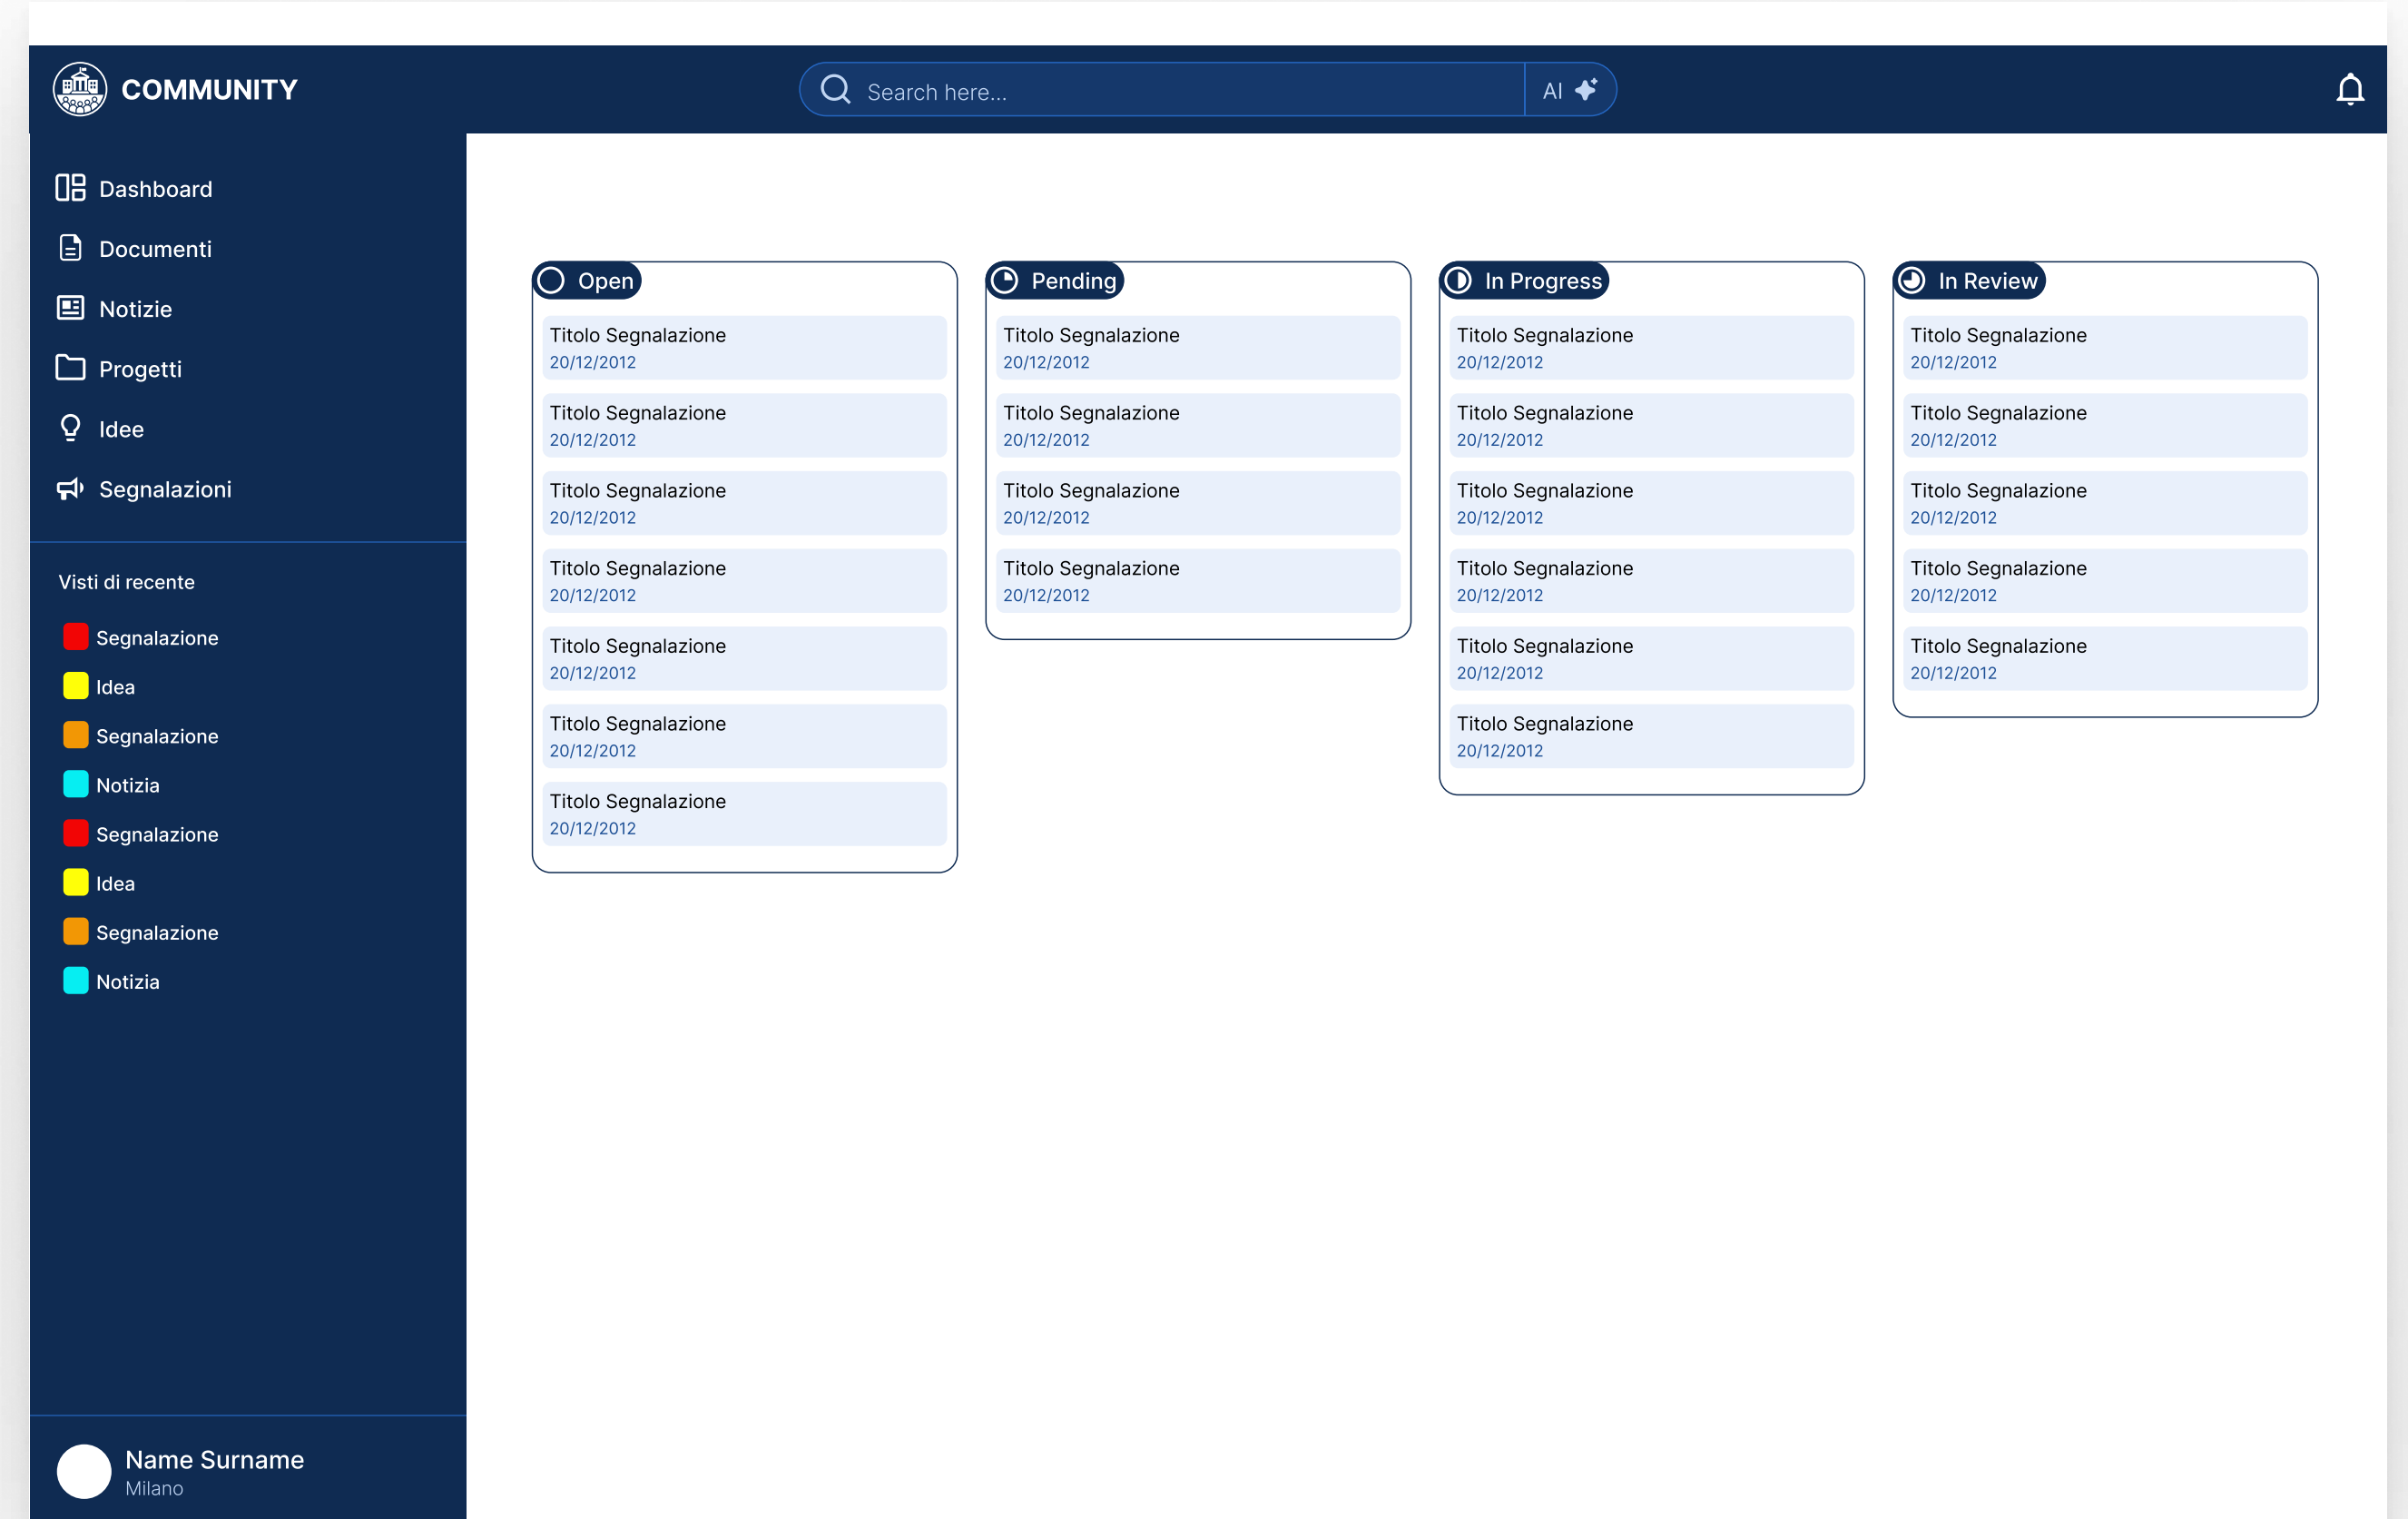 COMMUNITY
Search here...
AI
Dashboard
Documenti
Notizie
Progetti
Idee
Segnalazioni
Visti di recente
Segnalazione
Idea
Segnalazione
Notizia
Segnalazione
Idea
Segnalazione
Notizia
Name Surname
Milano
Open
Titolo Segnalazione
20/12/2012
Titolo Segnalazione
20/12/2012
Titolo Segnalazione
20/12/2012
Titolo Segnalazione
20/12/2012
Titolo Segnalazione
20/12/2012
Titolo Segnalazione
20/12/2012
Titolo Segnalazione
20/12/2012
Pending
Titolo Segnalazione
20/12/2012
Titolo Segnalazione
20/12/2012
Titolo Segnalazione
20/12/2012
Titolo Segnalazione
20/12/2012
In Progress
Titolo Segnalazione
20/12/2012
Titolo Segnalazione
20/12/2012
Titolo Segnalazione
20/12/2012
Titolo Segnalazione
20/12/2012
Titolo Segnalazione
20/12/2012
Titolo Segnalazione
20/12/2012
In Review
Titolo Segnalazione
20/12/2012
Titolo Segnalazione
20/12/2012
Titolo Segnalazione
20/12/2012
Titolo Segnalazione
20/12/2012
Titolo Segnalazione
20/12/2012